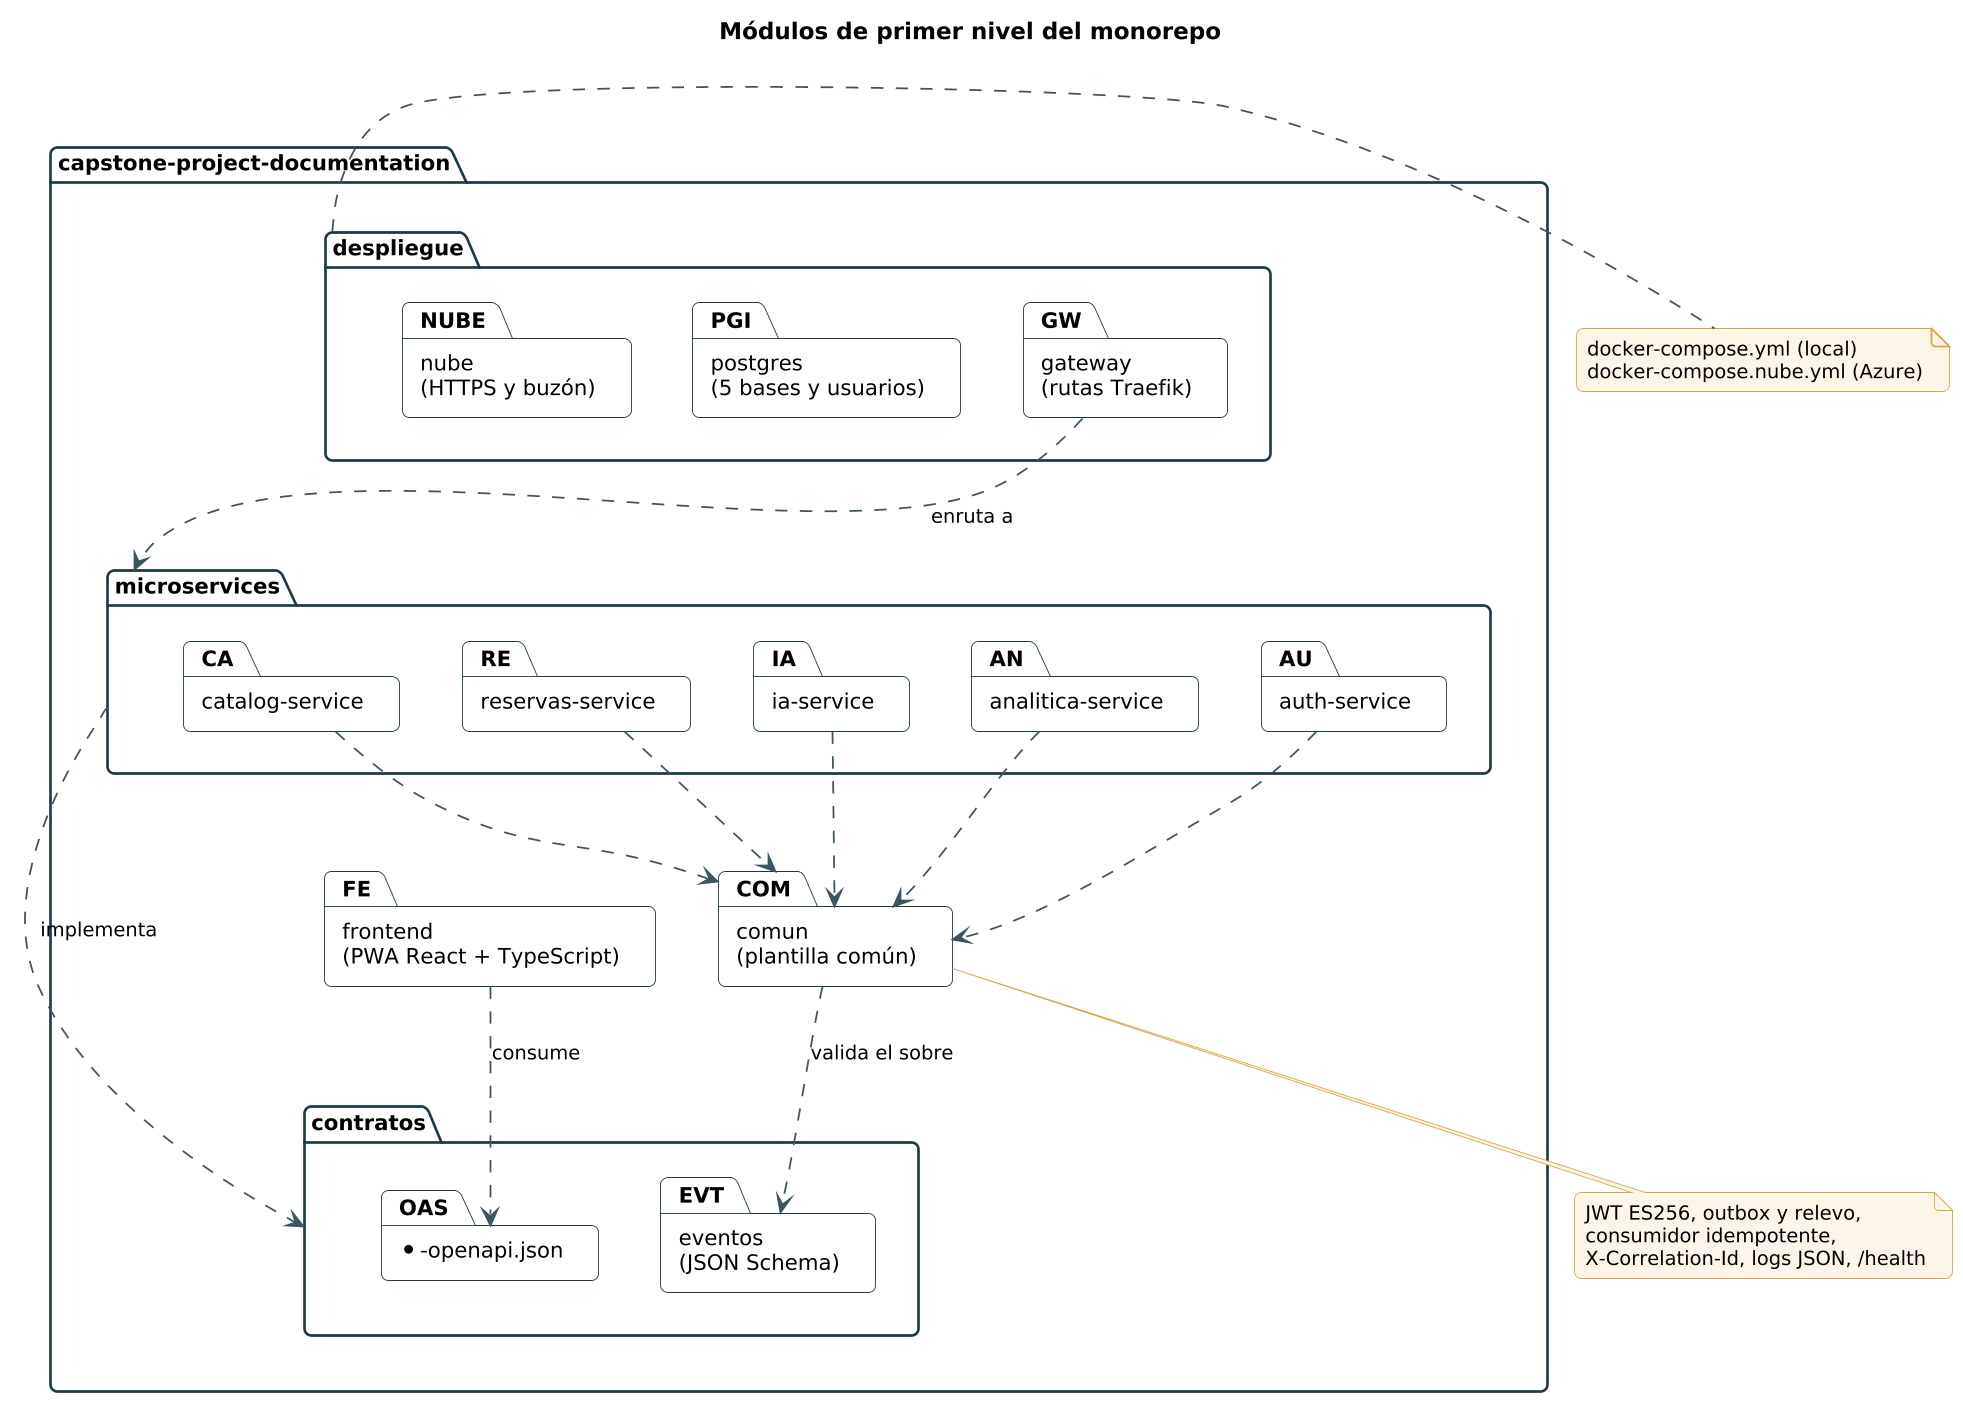 Módulos de primer nivel del monorepo
capstone-project-documentation
despliegue
NUBE
nube
(HTTPS y buzón)
PGI
postgres
(5 bases y usuarios)
GW
gateway
(rutas Traefik)
docker-compose.yml (local)
docker-compose.nube.yml (Azure)
enruta a
microservices
CA
catalog-service
RE
reservas-service
IA
ia-service
AN
analitica-service
AU
auth-service
implementa
FE
frontend
(PWA React + TypeScript)
COM
comun
(plantilla común)
consume
valida el sobre
contratos
OAS
•-openapi.json
EVT
eventos
(JSON Schema)
JWT ES256, outbox y relevo,
consumidor idempotente,
X-Correlation-Id, logs JSON, /health